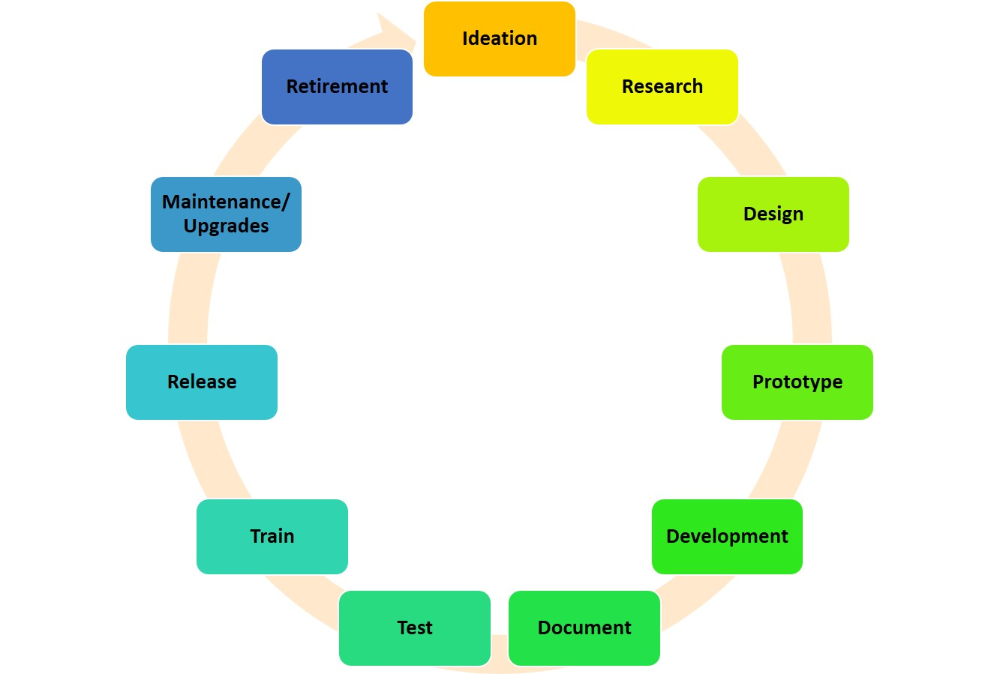 Ideation
Research
Design
Prototype
Development
Document
Test
Train
Release
Maintenance/
Upgrades
Retirement